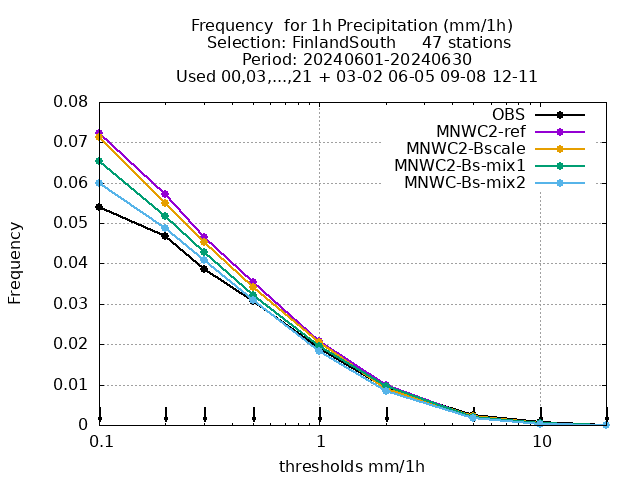 Frequency  for 1h Precipitation (mm/1h)
Selection: FinlandSouth     47 stations
Period: 20240601-20240630
Used 00,03,...,21 + 03-02 06-05 09-08 12-11
OBS
MNWC2-ref
MNWC2-Bscale
MNWC2-Bs-mix1
MNWC-Bs-mix2
Frequency
0.08
0.07
0.06
0.05
0.04
0.03
0.02
0.01
0
0.1
1
10
thresholds mm/1h